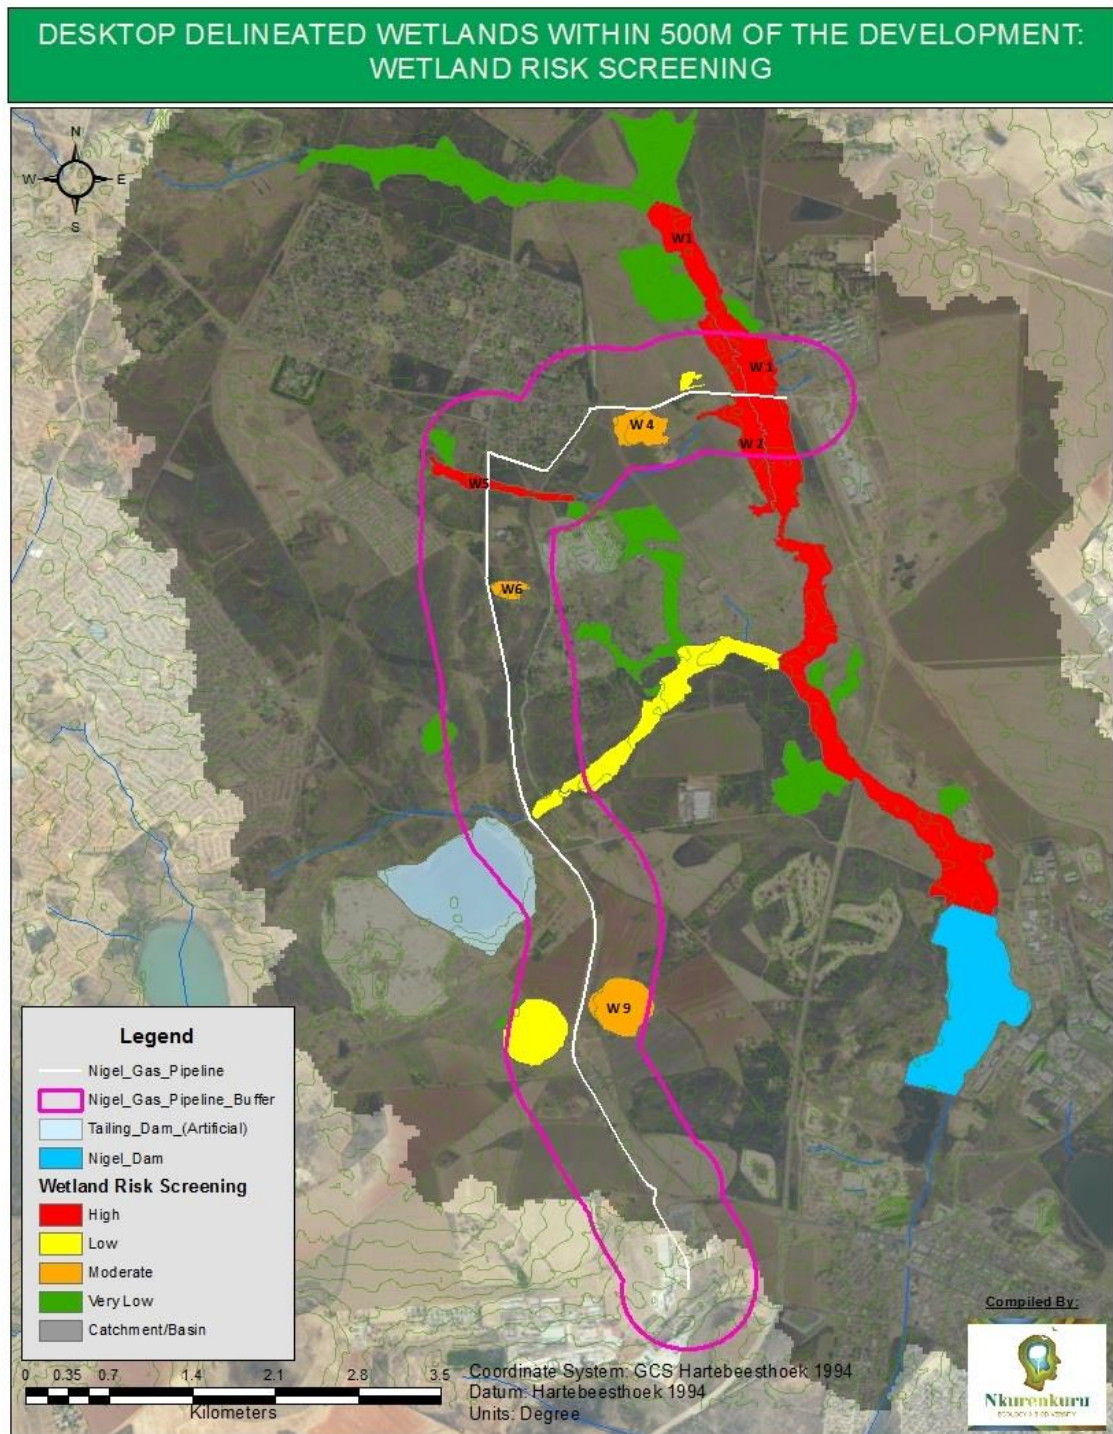 DESKTOP DELINEATED WETLANDS WITHIN 500M OF THE DEVELOPMENT:
WETLAND RISK SCREENING
N
W E
S
W1
W 1
W 4
W 2
W5
W6
W 9
Legend
Nigel_Gas_Pipeline
Nigel_Gas_Pipeline_Buffer
Tailing_Dam_(Artificial)
Nigel_Dam
Wetland Risk Screening
High
Low
Moderate
Very Low
Catchment/Basin
0 0.35 0.7 1.4 2.1 2.8 3.5
Kilometers
Coordinate System: GCS Hartebeesthoek 1994
Datum: Hartebeesthoek 1994
Units: Degree
Compiled By:
Nkurenkuru
ECOLOGY & BIODIVERSITY